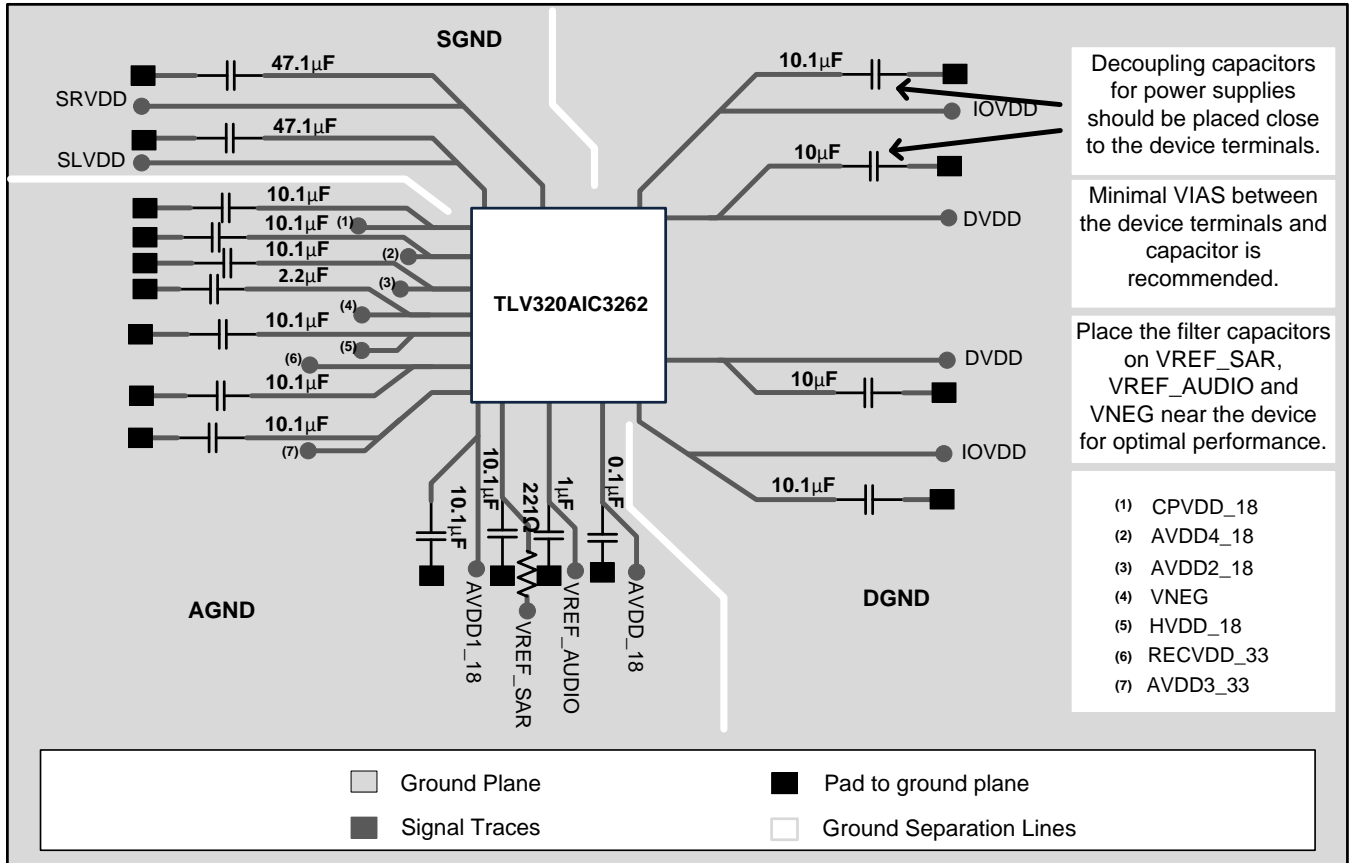 SGND
47.1μF
SRVDD
47.1μF
SLVDD
10.1μF
10.1μF
(1)
10.1μF
(2)
2.2μF
(3)
(4)
10.1μF
(5)
(6)
10.1μF
10.1μF
(7)
TLV320AIC3262
10.1μF
IOVDD
10μF
DVDD
DVDD
10μF
IOVDD
10.1μF
10.1μF
10.1μF
221Ω
1μF
0.1μF
AVDD1_18
VREF_SAR
VREF_AUDIO
AVDD_18
AGND
DGND
Decoupling capacitors
for power supplies
should be placed close
to the device terminals.
Minimal VIAS between
the device terminals and
capacitor is
recommended.
Place the filter capacitors
on VREF_SAR,
VREF_AUDIO and
VNEG near the device
for optimal performance.
(1) CPVDD_18
(2) AVDD4_18
(3) AVDD2_18
(4) VNEG
(5) HVDD_18
(6) RECVDD_33
(7) AVDD3_33
Ground Plane
Pad to ground plane
Signal Traces
Ground Separation Lines